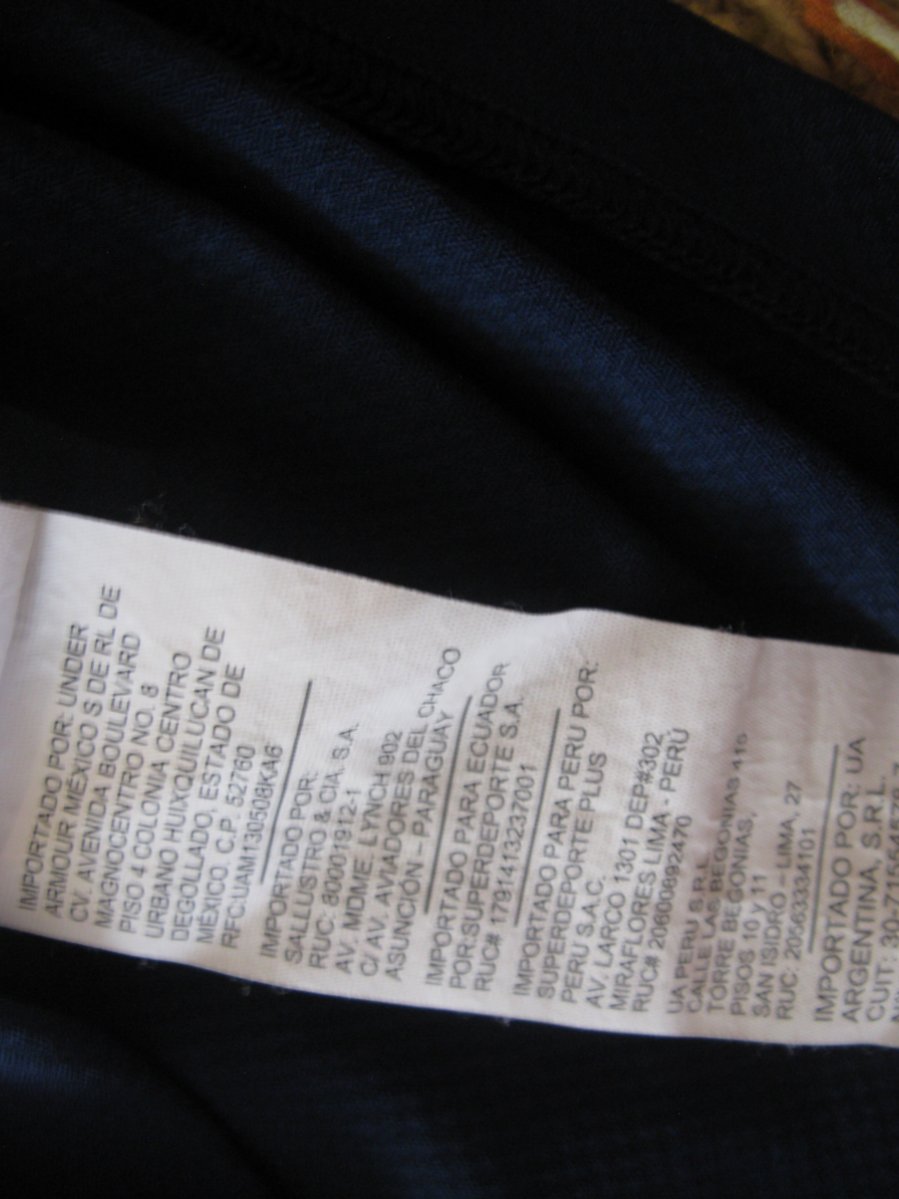 IMPORTADO POR: UNDER
ARMOUR MÉXICO S DE RL DE
CV. AVENIDA BOULEVARD
MAGNOCENTRO NO. 8
PISO 4 COLONIA CENTRO
URBANO HUIXQUILUCAN DE
DEGOLLADO, ESTADO DE
MÉXICO. C.P. 52760
RFC:UAM130508KA6
IMPORTADO POR:
SALLUSTRO & CIA. S.A.
RUC: 80001912-1
AV. MDME. LYNCH 902
C/ AV. AVIADORES DEL CHACO
ASUNCIÓN - PARAGUAY
IMPORTADO PARA ECUADOR
POR:SUPERDEPORTE S.A.
RUC# 1791413237001
IMPORTADO PARA PERU POR:
SUPERDEPORTE PLUS
PERU S.A.C.
AV. LARCO 1301 DEP#302
MIRAFLORES LIMA - PERÚ
RUC# 20600692470
UA PERU S.R.L.
CALLE LAS BEGONIAS 415
TORRE BEGONIAS,
PISOS 10 y 11
SAN ISIDRO - LIMA, 27
RUC: 20563334101
IMPORTADO POR: UA
ARGENTINA, S.R.L.
CUIT: